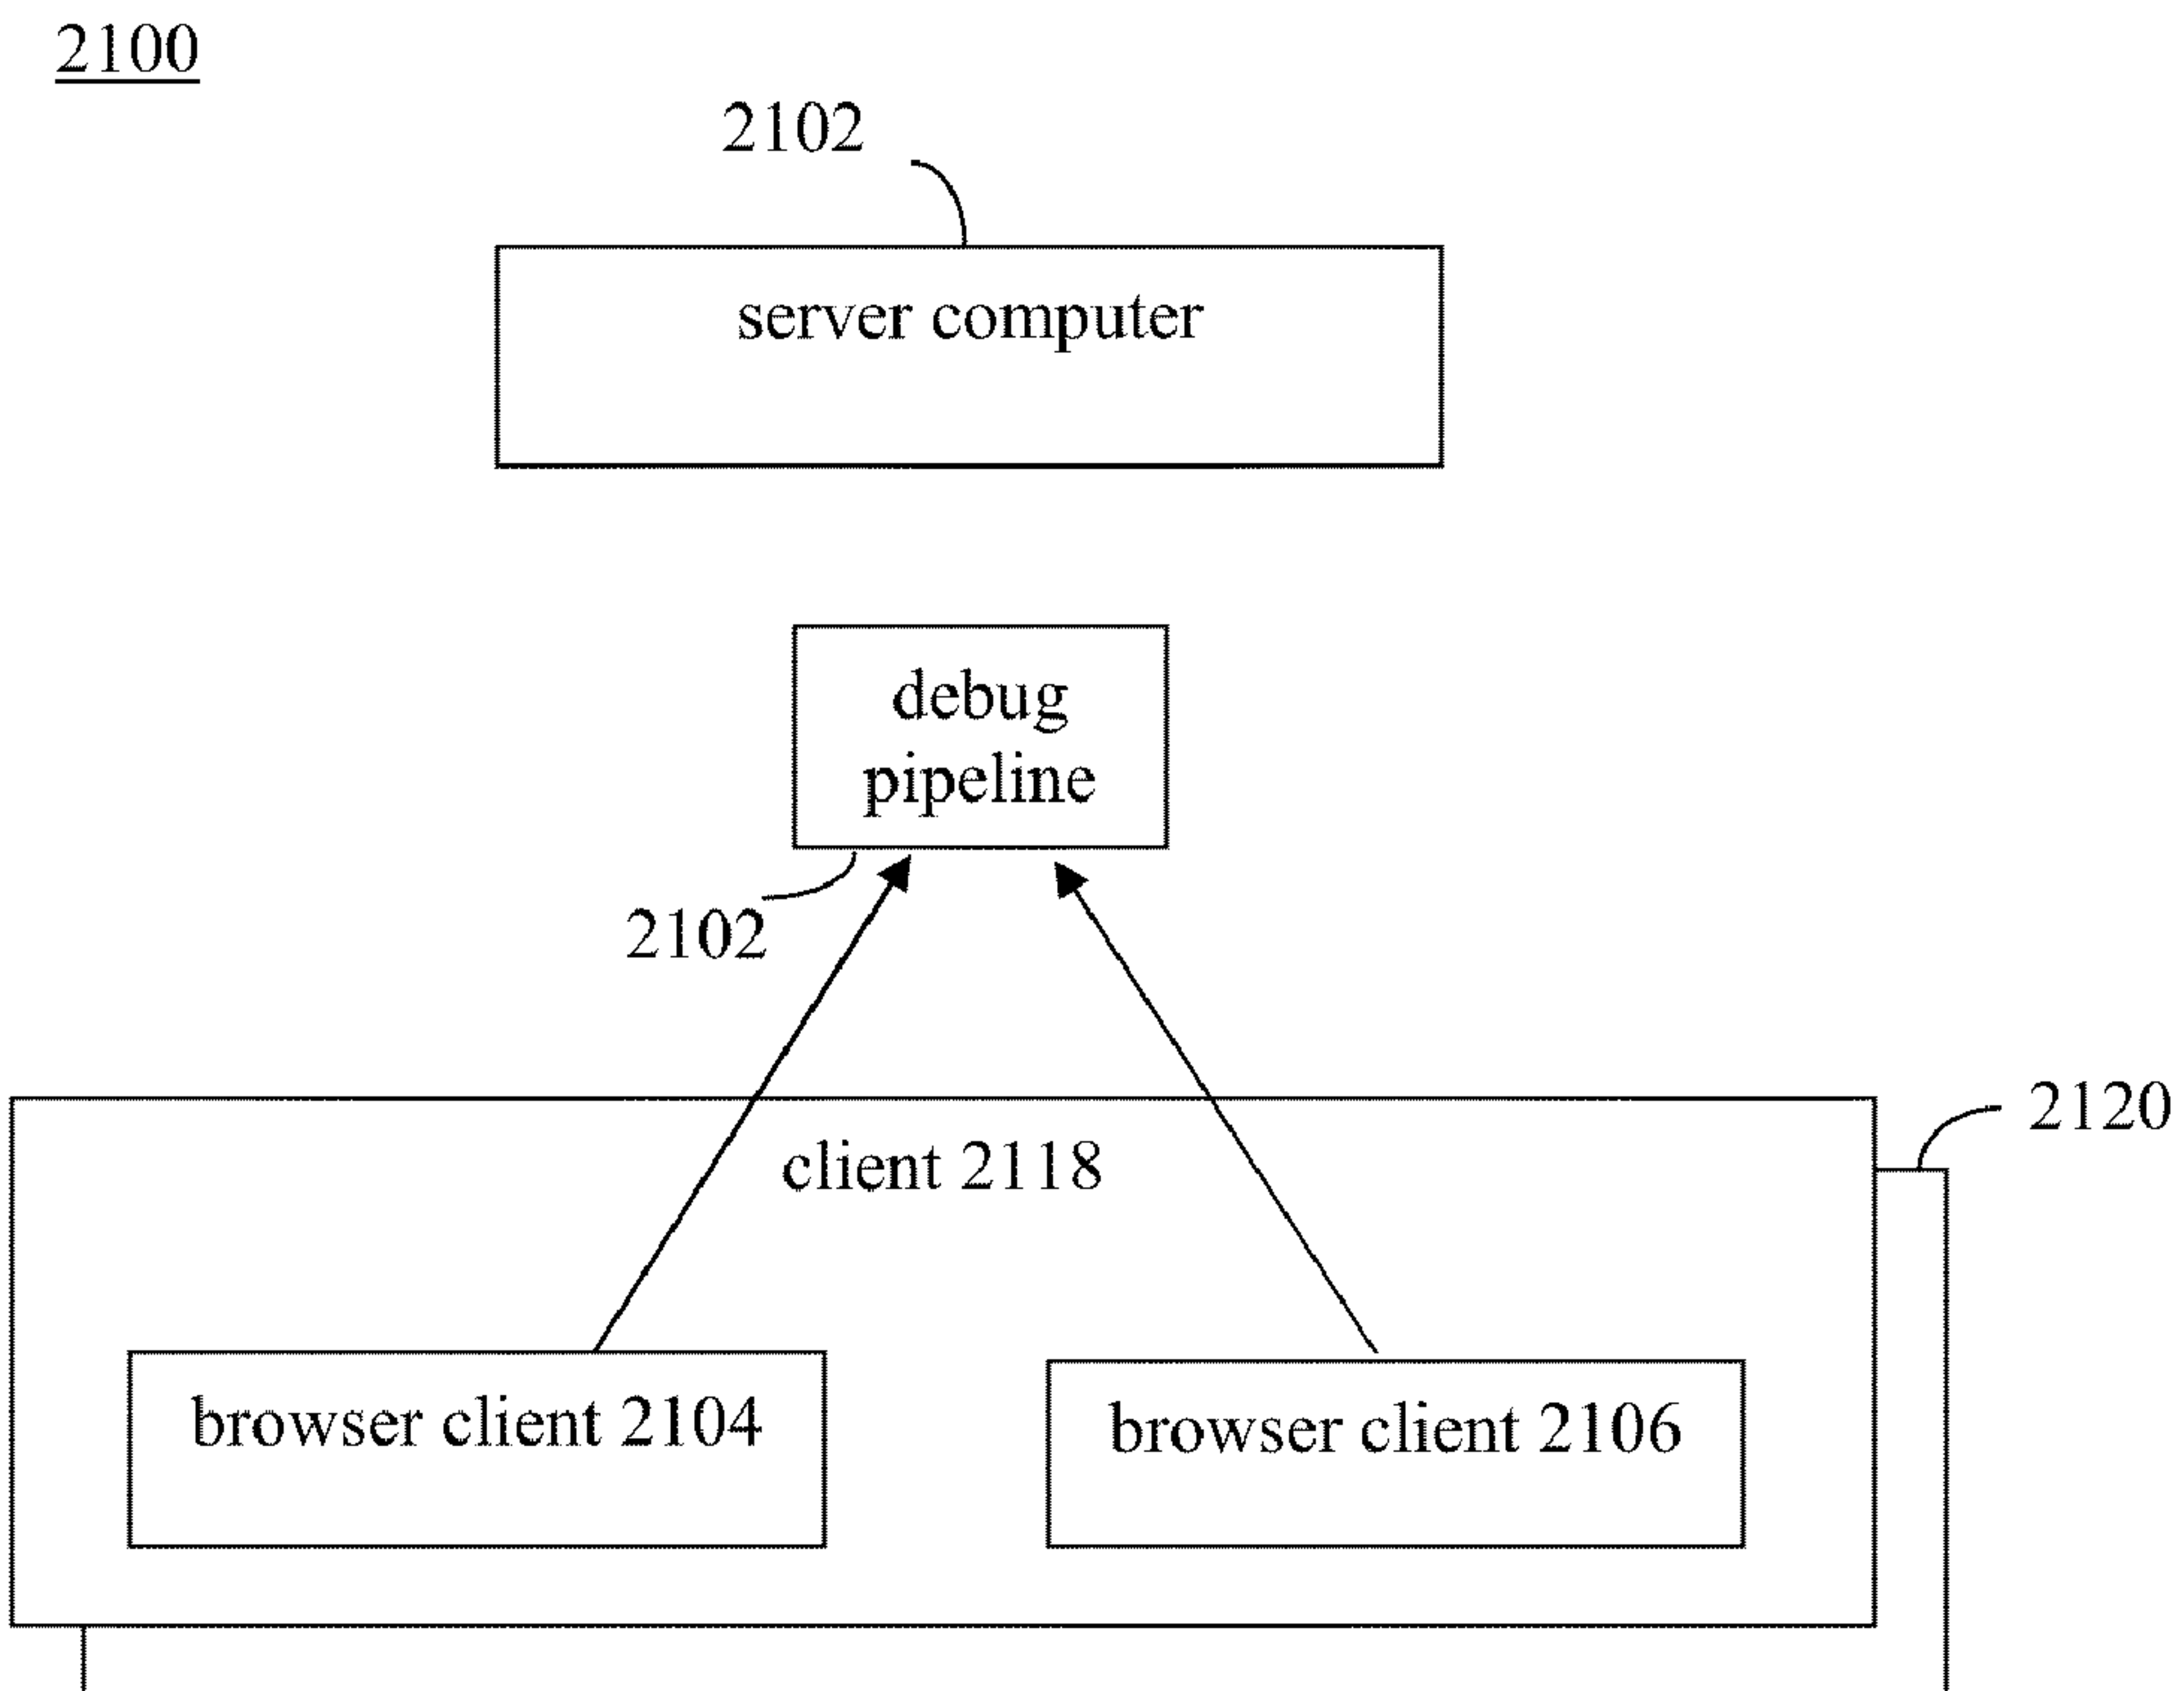 2100
2102
server computer
debug
pipeline
2102
2120
client 2118
browser client 2104
browser client 2106